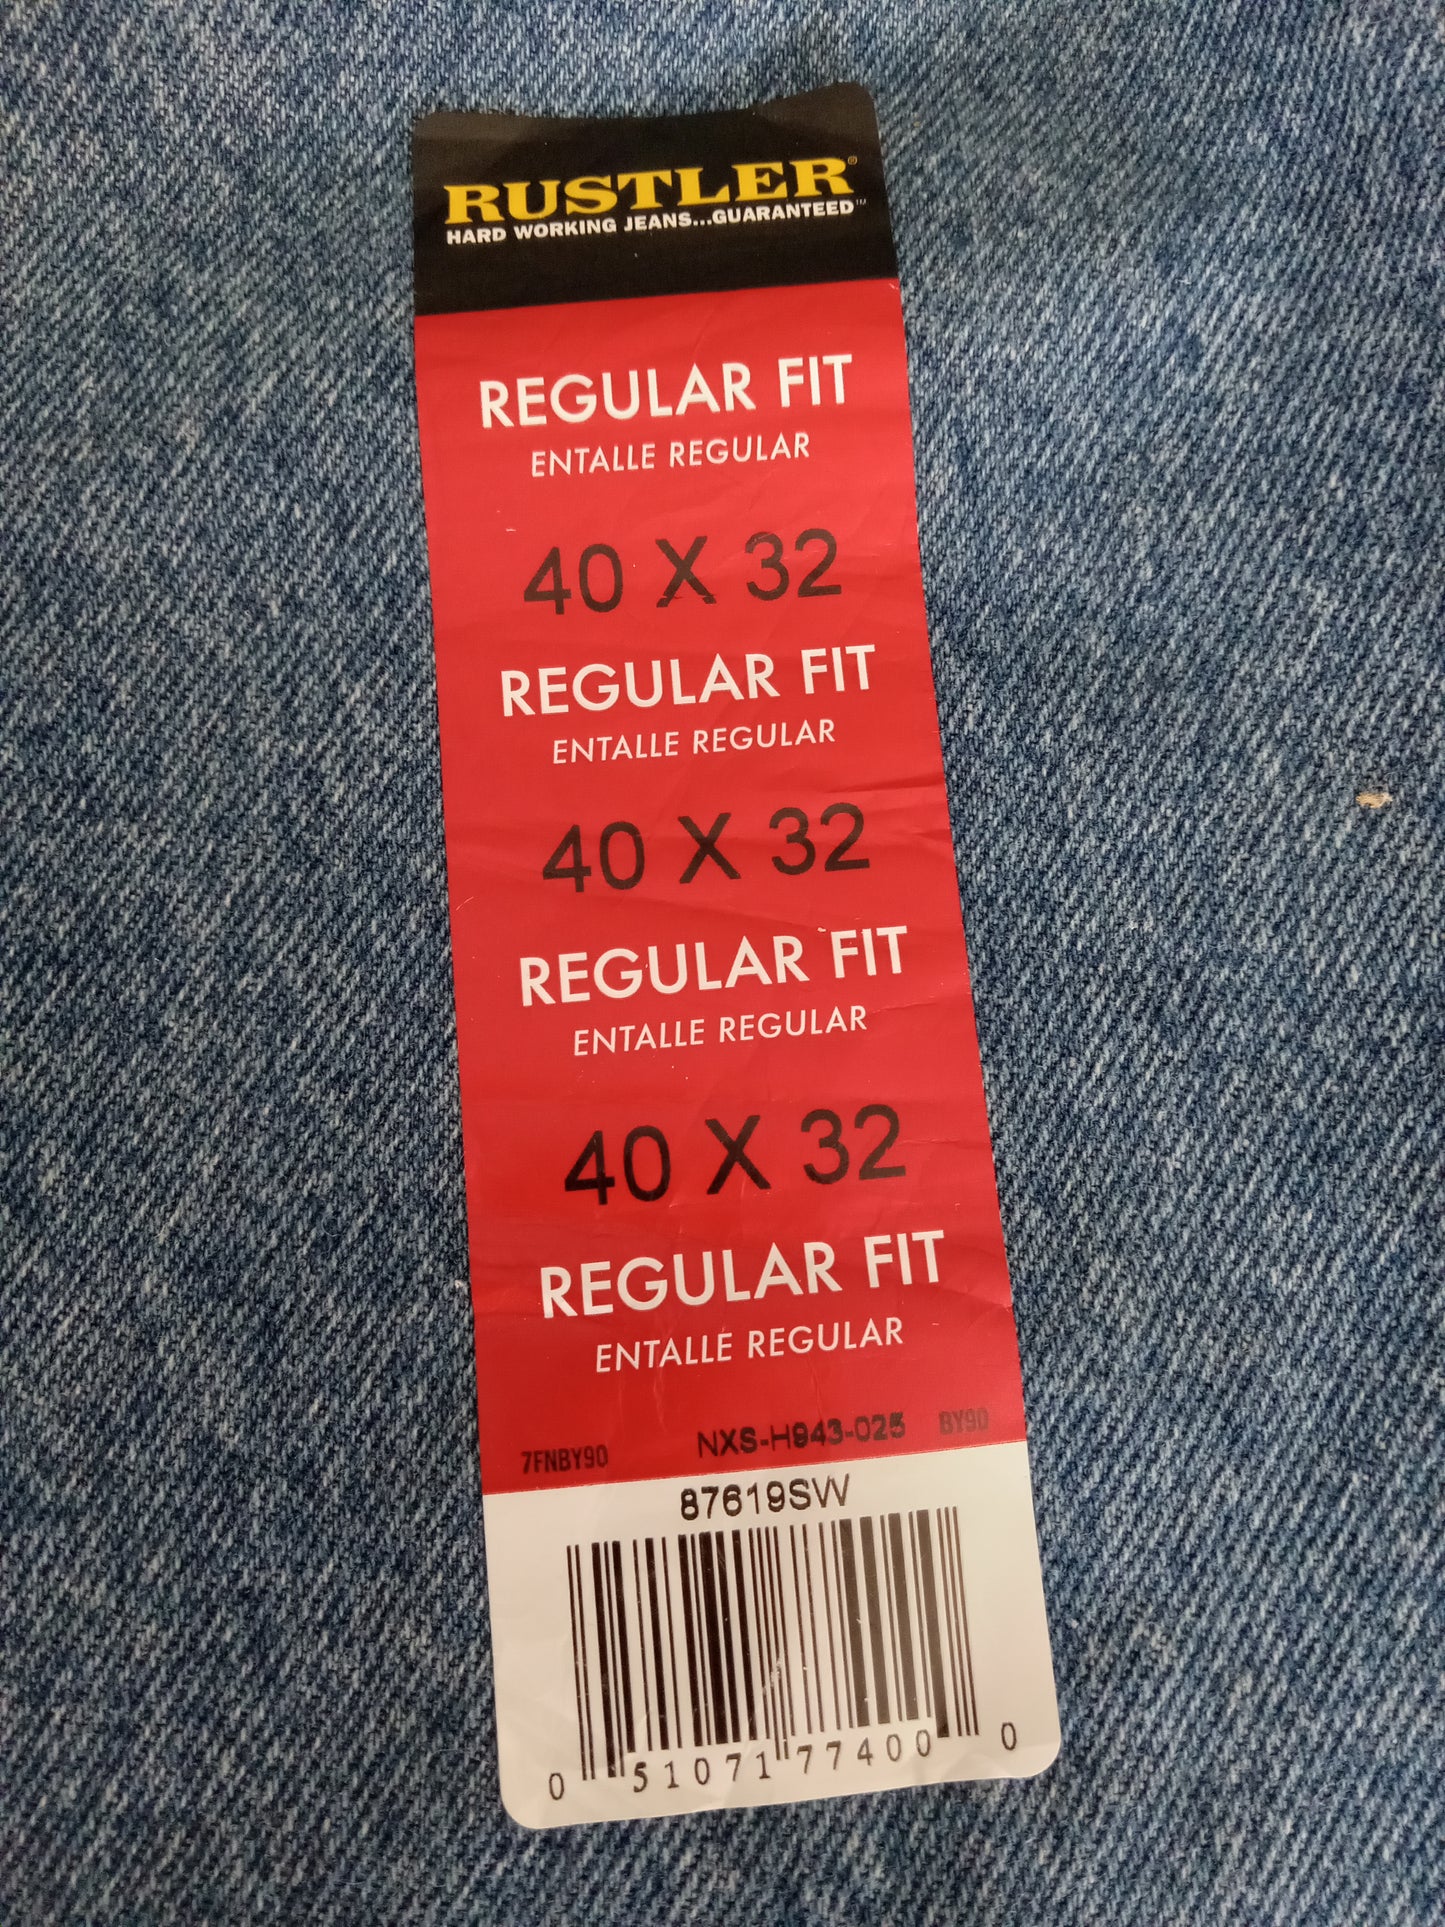 RUSTLER®
HARD WORKING JEANS...GUARANTEED™
REGULAR FIT
ENTALLE REGULAR
40 X 32
REGULAR FIT
ENTALLE REGULAR
40 X 32
REGULAR FIT
ENTALLE REGULAR
40 X 32
REGULAR FIT
ENTALLE REGULAR
7FNBY90 NXS-H943-025 BY90
87619SW
0 51071 77400 0